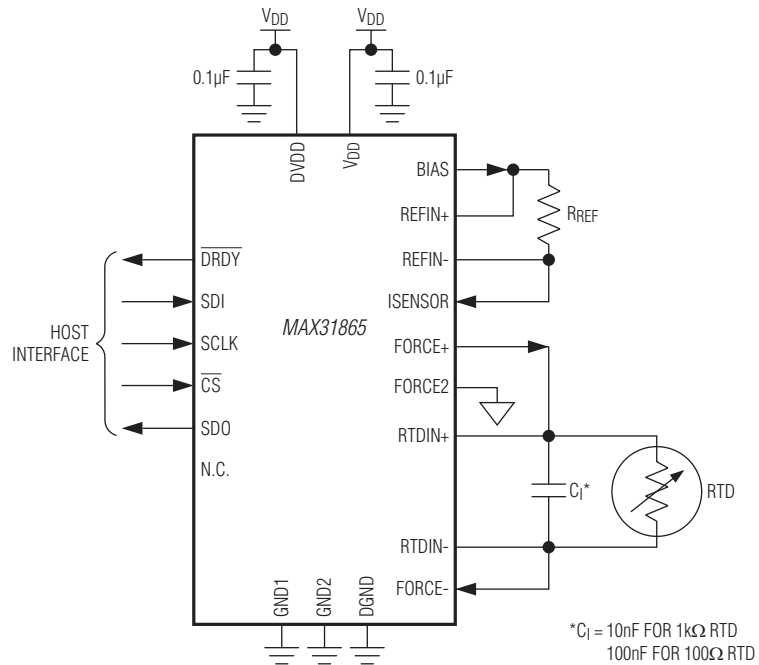 VDD VDD
0.1µF 0.1µF
DVDD VDD
BIAS
REFIN+
RREF
DRDY REFIN-
SDI ISENSOR
MAX31865
HOST
INTERFACE
SCLK FORCE+
CS FORCE2
SDO RTDIN+
N.C.
CI* RTD
RTDIN-
GND1 GND2 DGND FORCE-
*CI = 10nF FOR 1kΩ RTD
100nF FOR 100Ω RTD